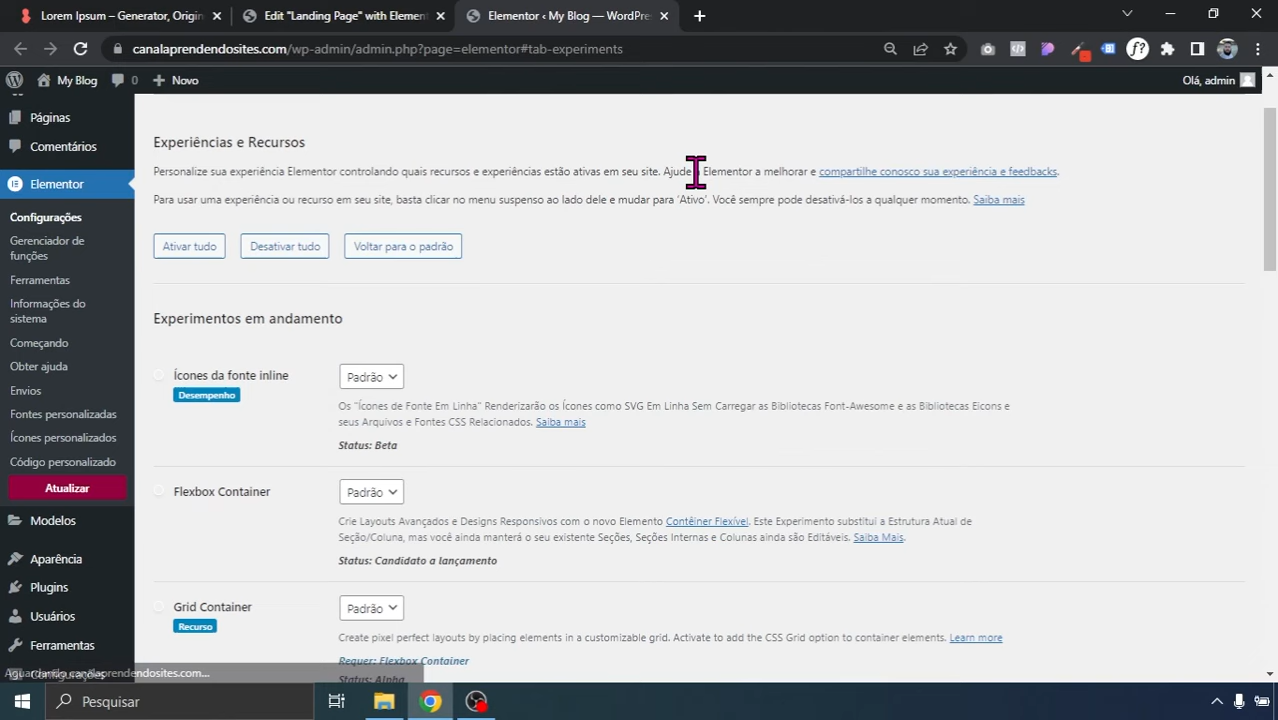 Lorem Ipsum – Generator, Origin
Edit "Landing Page" with Element
Elementor ‹ My Blog — WordPres
canalaprendendosites.com/wp-admin/admin.php?page=elementor#tab-experiments
My Blog
0
Novo
Olá, admin
Páginas
Comentários
Elementor
Configurações
Gerenciador de
funções
Ferramentas
Informações do
sistema
Começando
Obter ajuda
Envios
Fontes personalizadas
Ícones personalizados
Código personalizado
Atualizar
Modelos
Aparência
Plugins
Usuários
Ferramentas
Configurações
Experiências e Recursos
Personalize sua experiência Elementor controlando quais recursos e experiências estão ativas em seu site. Ajude Elementor a melhorar e compartilhe conosco sua experiência e feedbacks.
Para usar uma experiência ou recurso em seu site, basta clicar no menu suspenso ao lado dele e mudar para 'Ativo'. Você sempre pode desativá-los a qualquer momento. Saiba mais
Ativar tudo
Desativar tudo
Voltar para o padrão
Experimentos em andamento
Ícones da fonte inline
Desempenho
Padrão
Os "Ícones de Fonte Em Linha" Renderizarão os Ícones como SVG Em Linha Sem Carregar as Bibliotecas Font-Awesome e as Bibliotecas Eicons e
seus Arquivos e Fontes CSS Relacionados. Saiba mais
Status: Beta
Flexbox Container
Padrão
Crie Layouts Avançados e Designs Responsivos com o novo Elemento Contêiner Flexível. Este Experimento substitui a Estrutura Atual de
Seção/Coluna, mas você ainda manterá o seu existente Seções, Seções Internas e Colunas ainda são Editáveis. Saiba Mais.
Status: Candidato a lançamento
Grid Container
Recurso
Padrão
Create pixel perfect layouts by placing elements in a customizable grid. Activate to add the CSS Grid option to container elements. Learn more
Requer: Flexbox Container
Status: Alpha
Aguardando canalaprendendosites.com...
Pesquisar